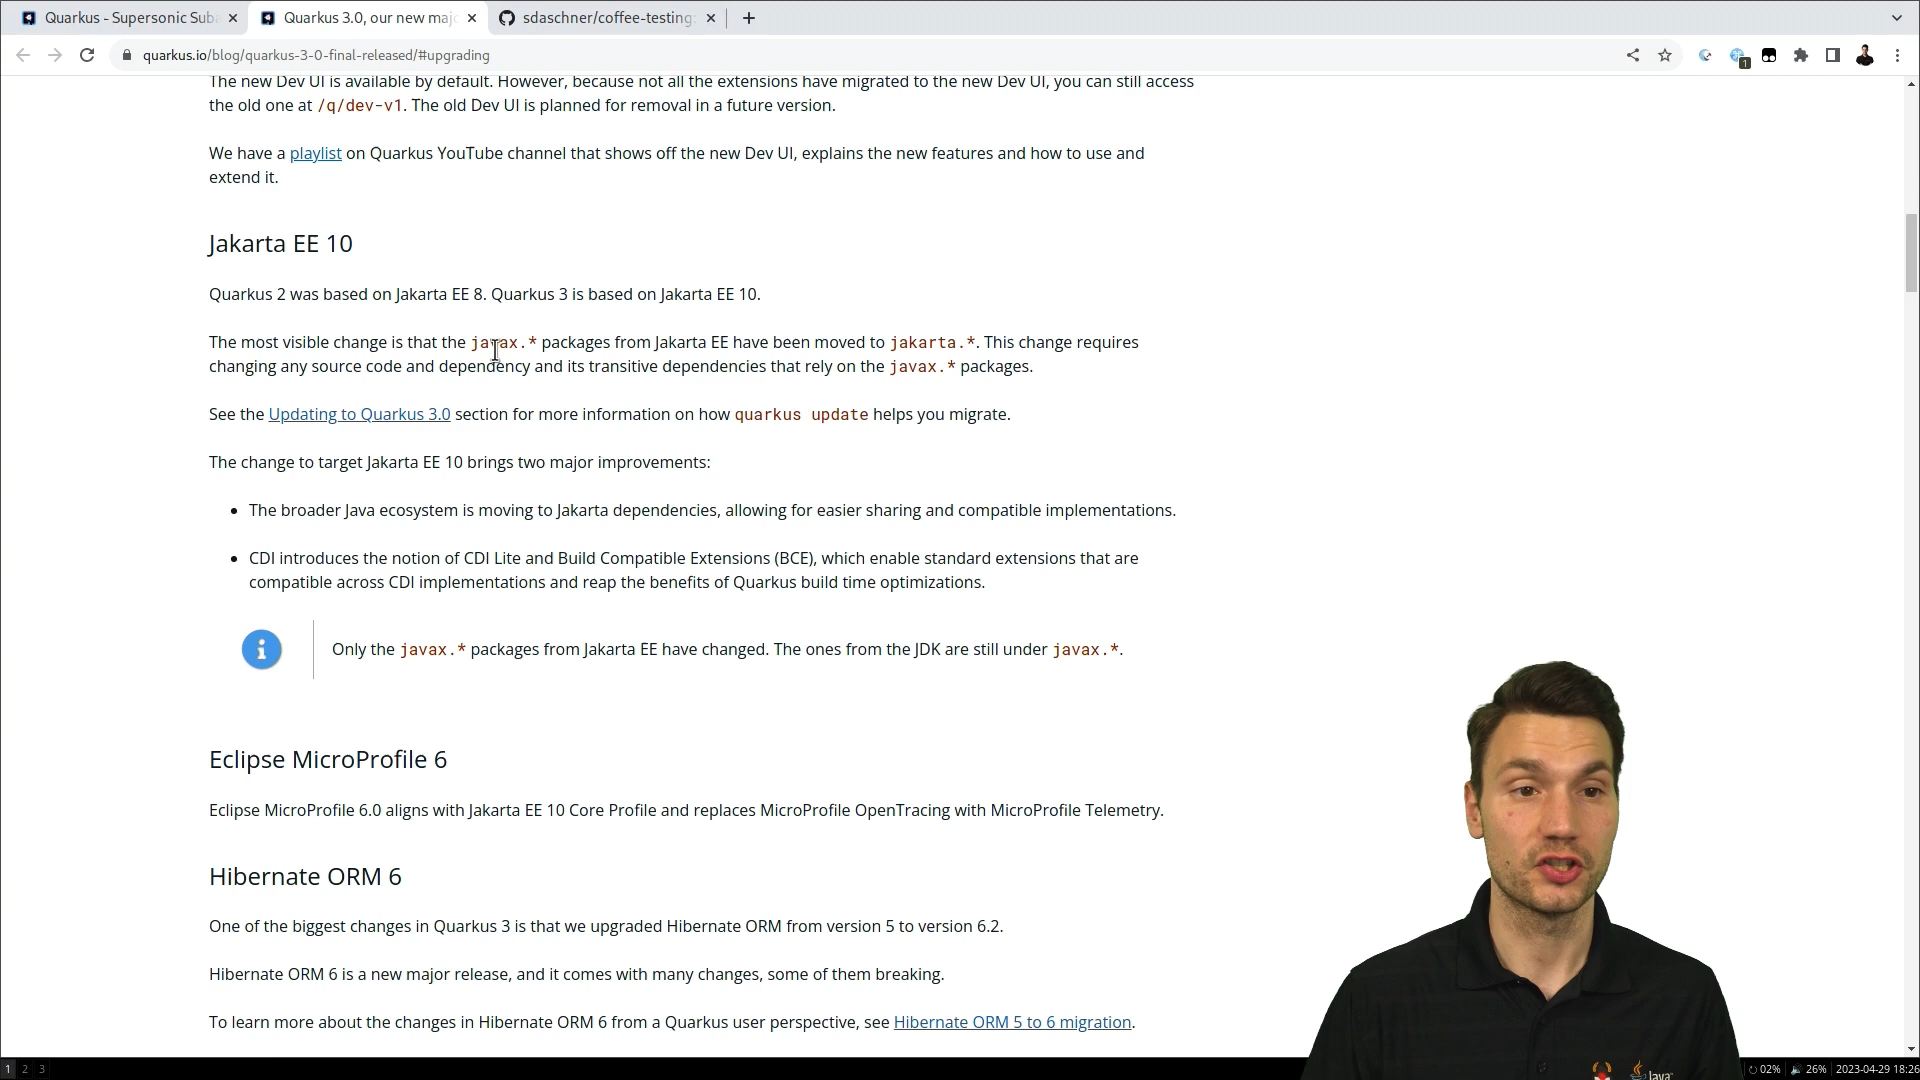 Quarkus - Supersonic Sub
Quarkus 3.0, our new maj
sdaschner/coffee-testing:
quarkus.io/blog/quarkus-3-0-final-released/#upgrading
1
The new Dev UI is available by default. However, because not all the extensions have migrated to the new Dev UI, you can still access
the old one at /q/dev-v1. The old Dev UI is planned for removal in a future version.
We have a playlist on Quarkus YouTube channel that shows off the new Dev UI, explains the new features and how to use and
extend it.
Jakarta EE 10
Quarkus 2 was based on Jakarta EE 8. Quarkus 3 is based on Jakarta EE 10.
The most visible change is that the javax.* packages from Jakarta EE have been moved to jakarta.*. This change requires
changing any source code and dependency and its transitive dependencies that rely on the javax.* packages.
See the Updating to Quarkus 3.0 section for more information on how quarkus update helps you migrate.
The change to target Jakarta EE 10 brings two major improvements:
• The broader Java ecosystem is moving to Jakarta dependencies, allowing for easier sharing and compatible implementations.
• CDI introduces the notion of CDI Lite and Build Compatible Extensions (BCE), which enable standard extensions that are
compatible across CDI implementations and reap the benefits of Quarkus build time optimizations.
Only the javax.* packages from Jakarta EE have changed. The ones from the JDK are still under javax.*.
Eclipse MicroProfile 6
Eclipse MicroProfile 6.0 aligns with Jakarta EE 10 Core Profile and replaces MicroProfile OpenTracing with MicroProfile Telemetry.
Hibernate ORM 6
One of the biggest changes in Quarkus 3 is that we upgraded Hibernate ORM from version 5 to version 6.2.
Hibernate ORM 6 is a new major release, and it comes with many changes, some of them breaking.
To learn more about the changes in Hibernate ORM 6 from a Quarkus user perspective, see Hibernate ORM 5 to 6 migration.
1 2 3
Java
02% 26% 2023-04-29 18:26